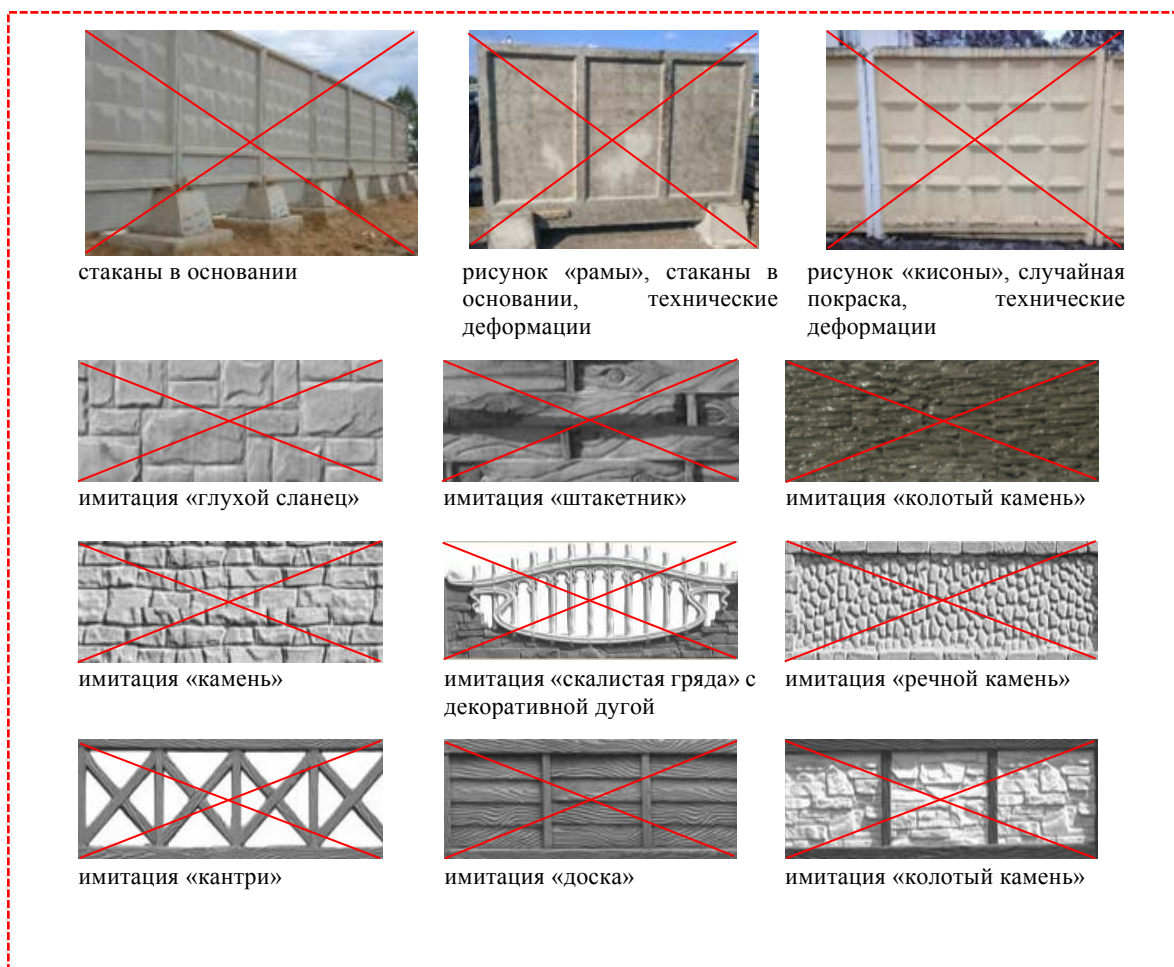 стаканы в основании
рисунок «рамы», стаканы в
основании, технические
деформации
рисунок «кисоны», случайная
покраска, технические
деформации
имитация «глухой сланец»
имитация «штакетник»
имитация «колотый камень»
имитация «камень»
имитация «скалистая гряда» с
декоративной дугой
имитация «речной камень»
имитация «кантри»
имитация «доска»
имитация «колотый камень»